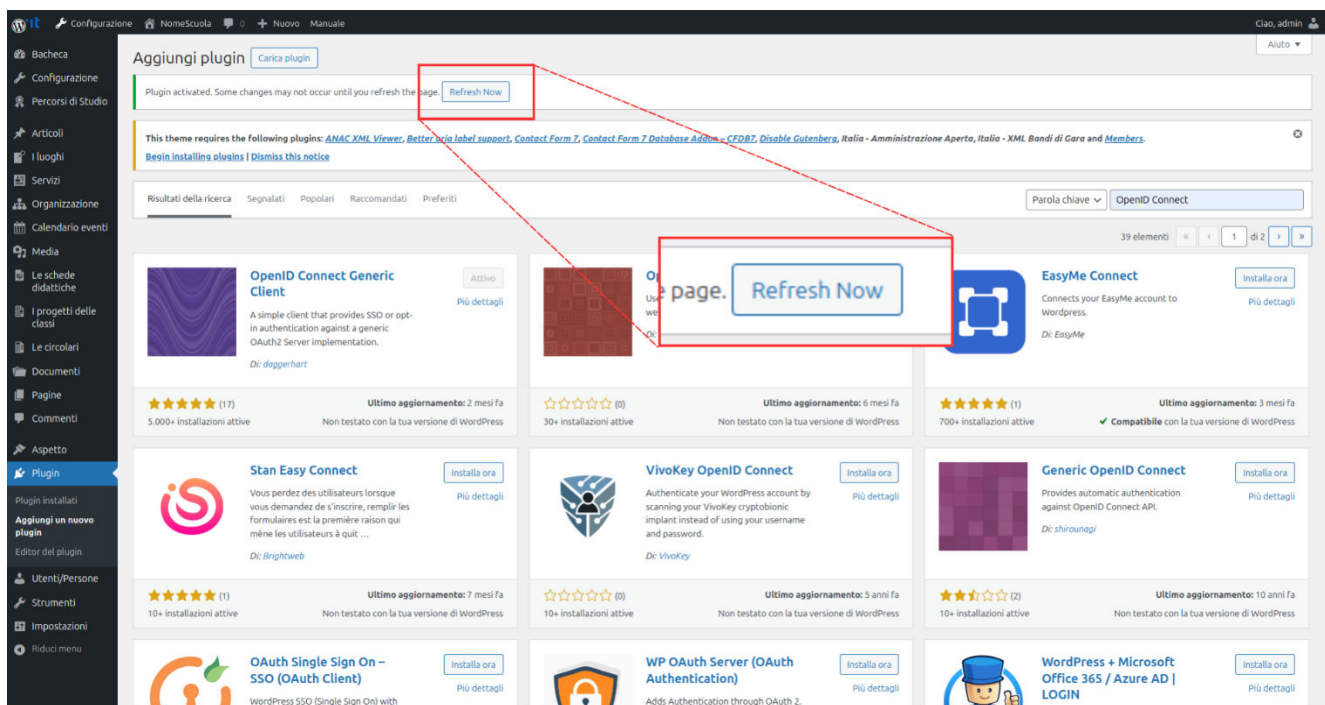 it Configurazione NomeScuola 0 + Nuovo Manuale Ciao, admin
Bacheca
Configurazione
Percorsi di Studio
Articoli
I luoghi
Servizi
Organizzazione
Calendario eventi
Media
Le schede
didattiche
I progetti delle
classi
Le circolari
Documenti
Pagine
Commenti
Aspetto
Plugin
Plugin installati
Aggiungi un nuovo
plugin
Editor del plugin
Utenti/Persone
Strumenti
Impostazioni
Riduci menu
Aiuto ▼
Aggiungi plugin Carica plugin
Plugin activated. Some changes may not occur until you refresh the page. Refresh Now
This theme requires the following plugins: ANAC XML Viewer, Better aria label support, Contact Form 7, Contact Form 7 Database Addon – CFDB7, Disable Gutenberg, Italia - Amministrazione Aperta, Italia - XML Bandi di Gara and Members.
Begin installing plugins | Dismiss this notice
Risultati della ricerca Segnalati Popolari Raccomandati Preferiti Parola chiave OpenID Connect
39 elementi « ‹ 1 di 2 › »
e page. Refresh Now
OpenID Connect Generic
Client
Attivo
Più dettagli
A simple client that provides SSO or opt-
in authentication against a generic
OAuth2 Server implementation.
Di: daggerhart
(17)
Ultimo aggiornamento: 2 mesi fa
5.000+ installazioni attive
Non testato con la tua versione di WordPress
Di:
(0)
Ultimo aggiornamento: 6 mesi fa
30+ installazioni attive
Non testato con la tua versione di WordPress
EasyMe Connect
Installa ora
Più dettagli
Connects your EasyMe account to
Wordpress.
Di: EasyMe
(1)
Ultimo aggiornamento: 3 mesi fa
700+ installazioni attive
✓ Compatibile con la tua versione di WordPress
Stan Easy Connect
Installa ora
Più dettagli
Vous perdez des utilisateurs lorsque
vous demandez de s'inscrire, remplir les
formulaires est la première raison qui
mène les utilisateurs à quit …
Di: Brightweb
(1)
Ultimo aggiornamento: 7 mesi fa
10+ installazioni attive
Non testato con la tua versione di WordPress
VivoKey OpenID Connect
Installa ora
Più dettagli
Authenticate your WordPress account by
scanning your VivoKey cryptobionic
implant instead of using your username
and password.
Di: VivoKey
(0)
Ultimo aggiornamento: 5 anni fa
10+ installazioni attive
Non testato con la tua versione di WordPress
Generic OpenID Connect
Installa ora
Più dettagli
Provides automatic authentication
against OpenID Connect API.
Di: shirounagi
(2)
Ultimo aggiornamento: 10 anni fa
10+ installazioni attive
Non testato con la tua versione di WordPress
OAuth Single Sign On –
SSO (OAuth Client)
Installa ora
Più dettagli
WordPress SSO (Single Sign On) with
WP OAuth Server (OAuth
Authentication)
Installa ora
Più dettagli
Adds Authentication through OAuth 2.
WordPress + Microsoft
Office 365 / Azure AD |
LOGIN
Installa ora
Più dettagli